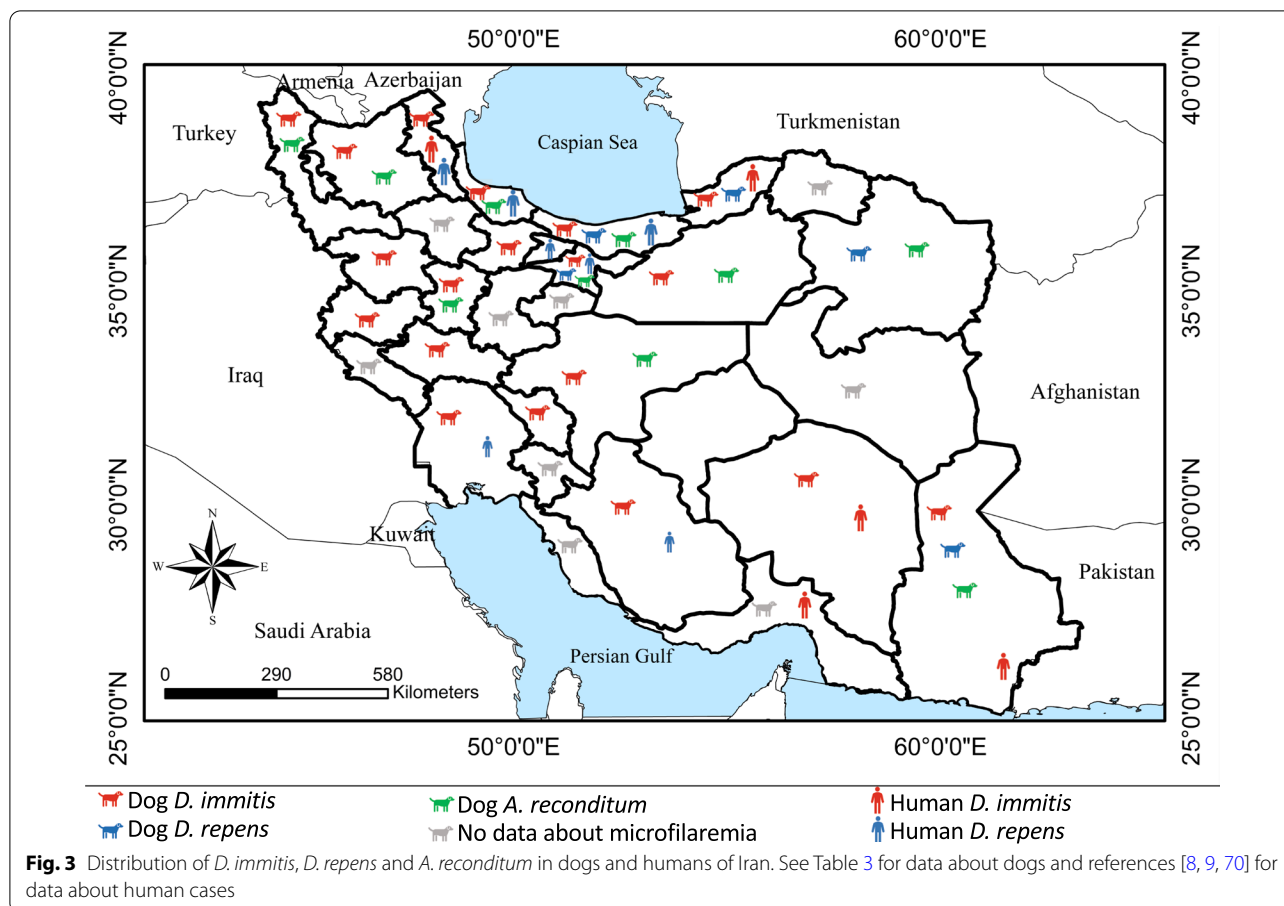 50°0'0"E 60°0'0"E
40°0'0"N 40°0'0"N
Armenia Azerbaijan
Turkey
Caspian Sea
Turkmenistan
35°0'0"N 35°0'0"N
Iraq
Afghanistan
30°0'0"N 30°0'0"N
Kuwait
N
W E
S
Pakistan
Saudi Arabia
Persian Gulf
0 290 580
Kilometers
25°0'0"N 25°0'0"N
50°0'0"E 60°0'0"E
Dog D. immitis Dog A. reconditum Human D. immitis
Dog D. repens No data about microfilaremia Human D. repens
Fig. 3 Distribution of D. immitis, D. repens and A. reconditum in dogs and humans of Iran. See Table 3 for data about dogs and references [8, 9, 70] for
data about human cases